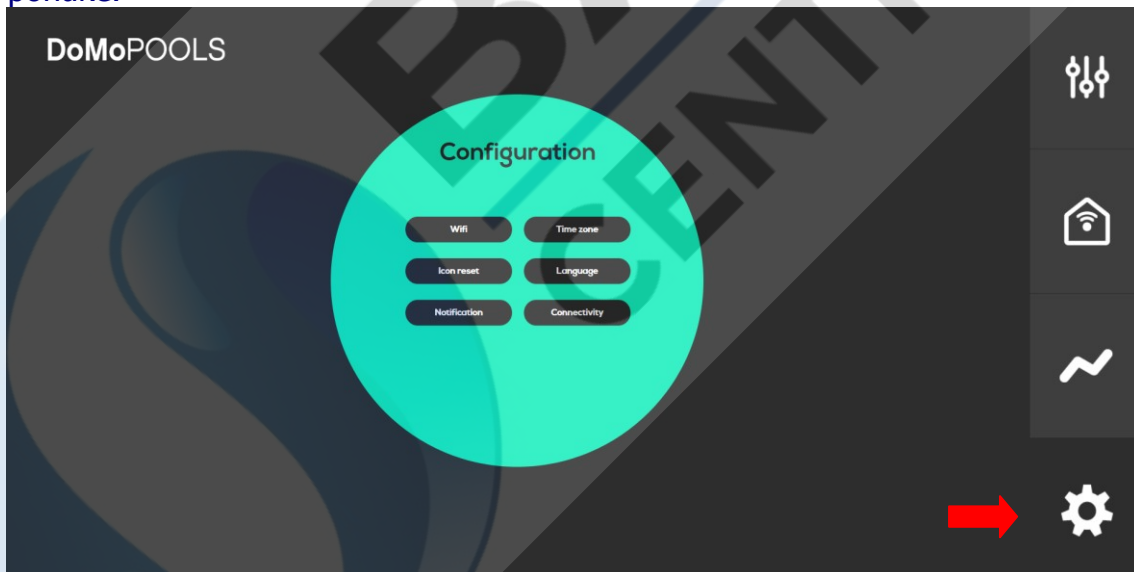 DoMoPOOLS
Configuration
Wifi
Time zone
Icon reset
Language
Notification
Connectivity